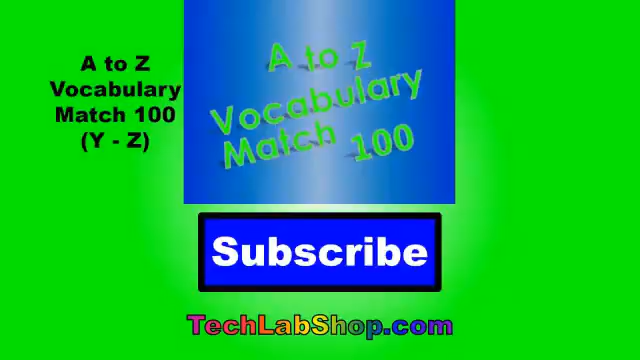 A to Z
Vocabulary
Match 100
(Y - Z)
A to Z
Vocabulary
Match 100
Subscribe
TechLabShop.com